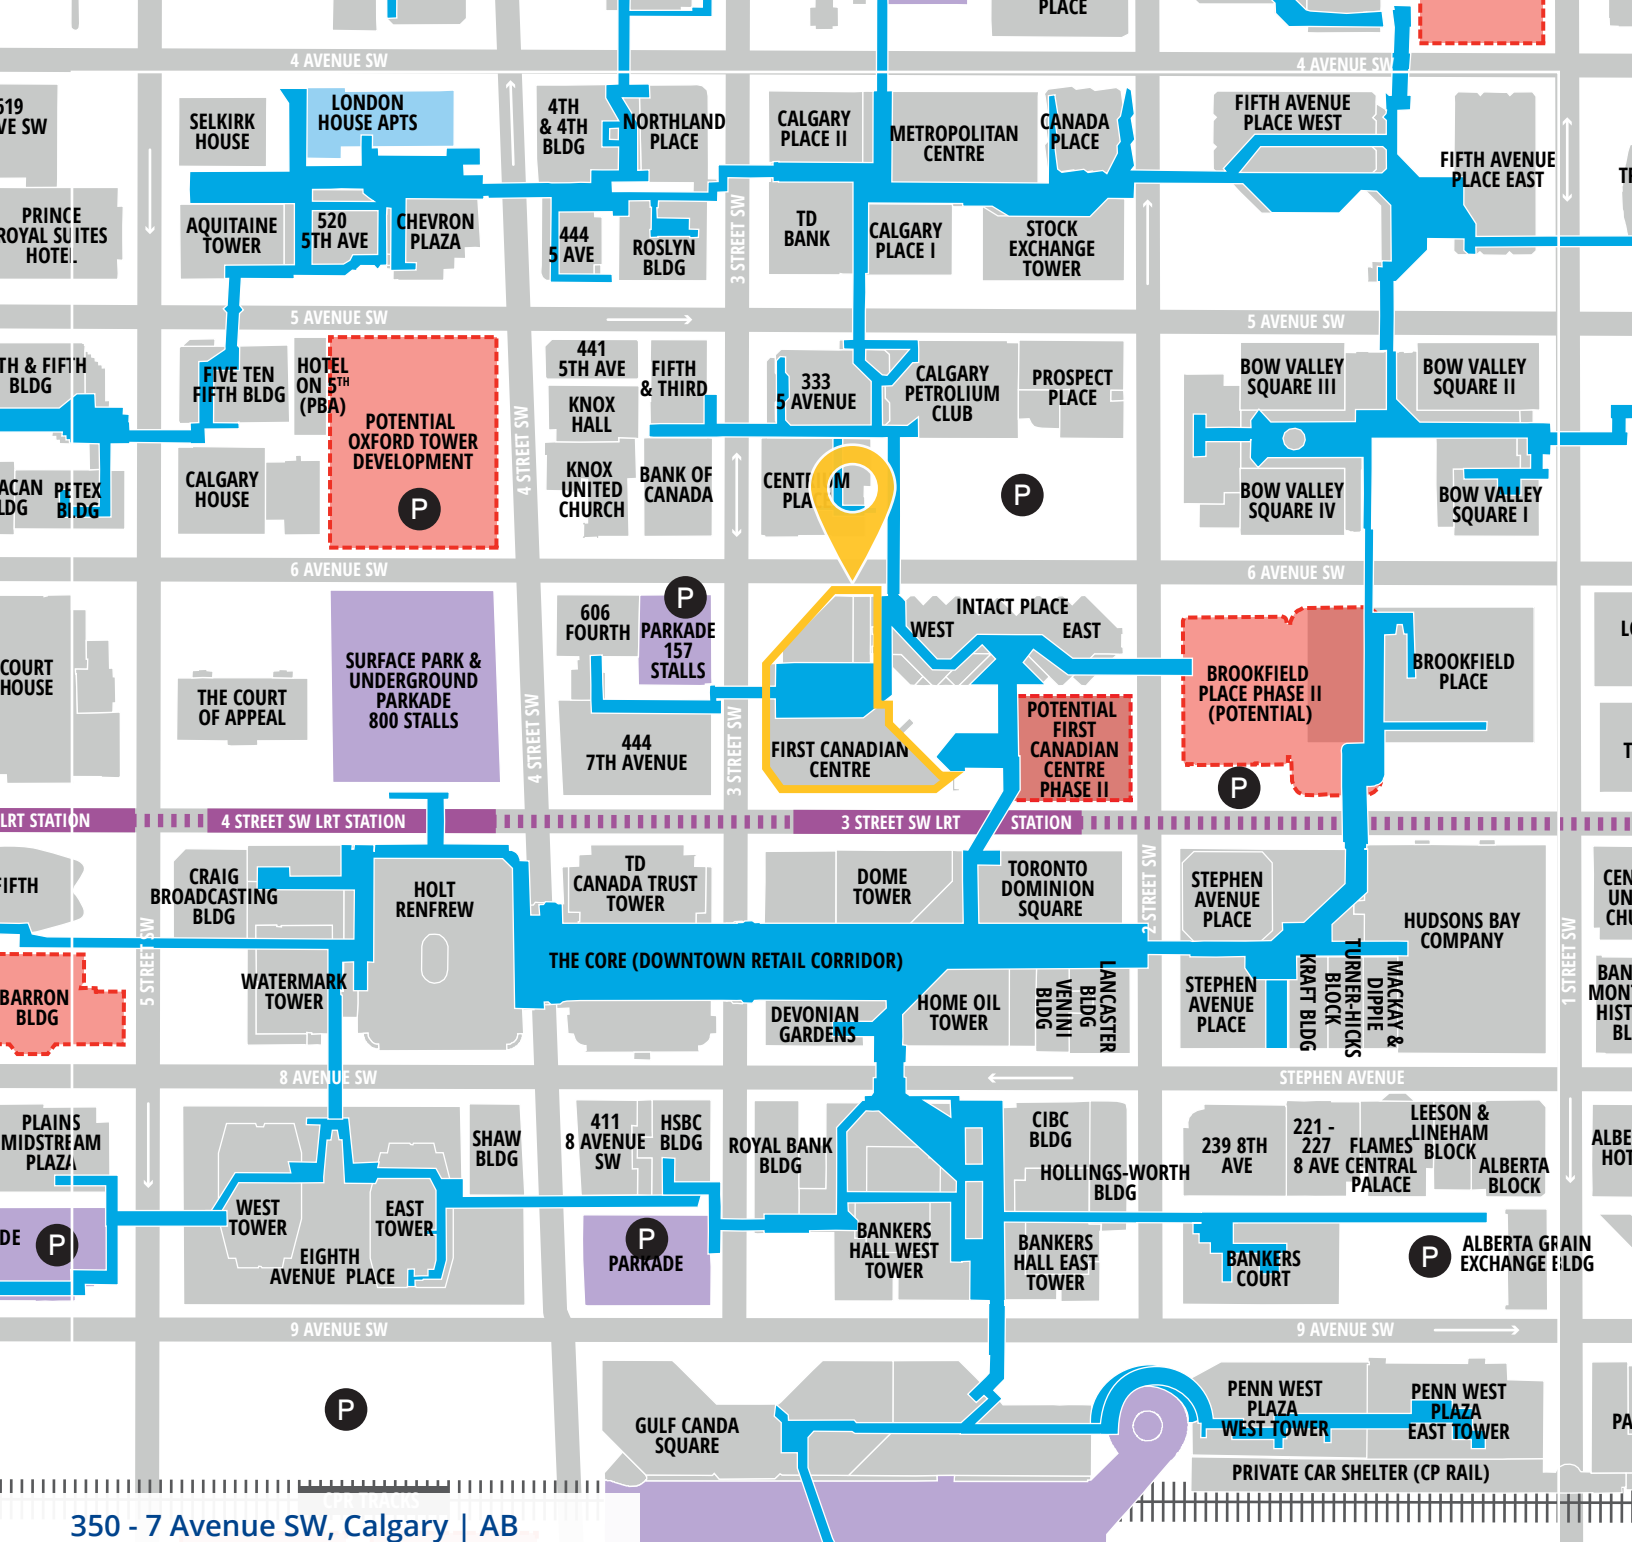 PLACE
4 AVENUE SW
4 AVENUE SW
619
VE SW
SELKIRK
HOUSE
LONDON
HOUSE APTS
4TH
& 4TH
BLDG
NORTHLAND
PLACE
CALGARY
PLACE II
METROPOLITAN
CENTRE
CANADA
PLACE
FIFTH AVENUE
PLACE WEST
FIFTH AVENUE
PLACE EAST
PRINCE
ROYAL SUITES
HOTEL
AQUITAINE
TOWER
520
5TH AVE
CHEVRON
PLAZA
444
5 AVE
ROSLYN
BLDG
3 STREET SW
TD
BANK
CALGARY
PLACE I
STOCK
EXCHANGE
TOWER
5 AVENUE SW
5 AVENUE SW
TH & FIFTH
BLDG
FIVE TEN
FIFTH BLDG
HOTEL
ON 5TH
(PBA)
POTENTIAL
OXFORD TOWER
DEVELOPMENT
P
4 STREET SW
441
5TH AVE
FIFTH
& THIRD
KNOX
HALL
333
5 AVENUE
CALGARY
PETROLIUM
CLUB
PROSPECT
PLACE
BOW VALLEY
SQUARE III
BOW VALLEY
SQUARE II
ACAN
LDG
PETEX
BLDG
CALGARY
HOUSE
KNOX
UNITED
CHURCH
BANK OF
CANADA
P
BOW VALLEY
SQUARE IV
BOW VALLEY
SQUARE I
6 AVENUE SW
6 AVENUE SW
COURT
HOUSE
THE COURT
OF APPEAL
SURFACE PARK &
UNDERGROUND
PARKADE
800 STALLS
4 STREET SW
606
FOURTH
P
PARKADE
157
STALLS
444
7TH AVENUE
3 STREET SW
FIRST CANADIAN
CENTRE
INTACT PLACE
WEST
EAST
POTENTIAL
FIRST
CANADIAN
CENTRE
PHASE II
BROOKFIELD
PLACE PHASE II
(POTENTIAL)
P
BROOKFIELD
PLACE
LRT STATION
4 STREET SW LRT STATION
3 STREET SW LRT
STATION
FIFTH
CRAIG
BROADCASTING
BLDG
HOLT
RENFREW
TD
CANADA TRUST
TOWER
DOME
TOWER
TORONTO
DOMINION
SQUARE
2 STREET SW
STEPHEN
AVENUE
PLACE
HUDSONS BAY
COMPANY
5 STREET SW
1 STREET SW
BARRON
BLDG
WATERMARK
TOWER
THE CORE (DOWNTOWN RETAIL CORRIDOR)
DEVONIAN
GARDENS
HOME OIL
TOWER
VENINI
BLDG
LANCASTER
BLDG
STEPHEN
AVENUE
PLACE
KRAFT BLDG
TURNER-HICKS
BLOCK
MACKAY &
DIPPIE
8 AVENUE SW
STEPHEN AVENUE
PLAINS
MIDSTREAM
PLAZA
SHAW
BLDG
411
8 AVENUE
SW
HSBC
BLDG
ROYAL BANK
BLDG
CIBC
BLDG
HOLLINGS-WORTH
BLDG
239 8TH
AVE
221 -
227
8 AVE
FLAMES
CENTRAL
PALACE
LEESON &
LINEHAM
BLOCK
ALBERTA
BLOCK
DE
P
WEST
TOWER
EAST
TOWER
EIGHTH
AVENUE PLACE
P
PARKADE
BANKERS
HALL WEST
TOWER
BANKERS
HALL EAST
TOWER
BANKERS
COURT
P
ALBERTA GRAIN
EXCHANGE BLDG
9 AVENUE SW
9 AVENUE SW
P
GULF CANDA
SQUARE
PENN WEST
PLAZA
WEST TOWER
PENN WEST
PLAZA
EAST TOWER
PRIVATE CAR SHELTER (CP RAIL)
CPR TRACKS
350 - 7 Avenue SW, Calgary | AB